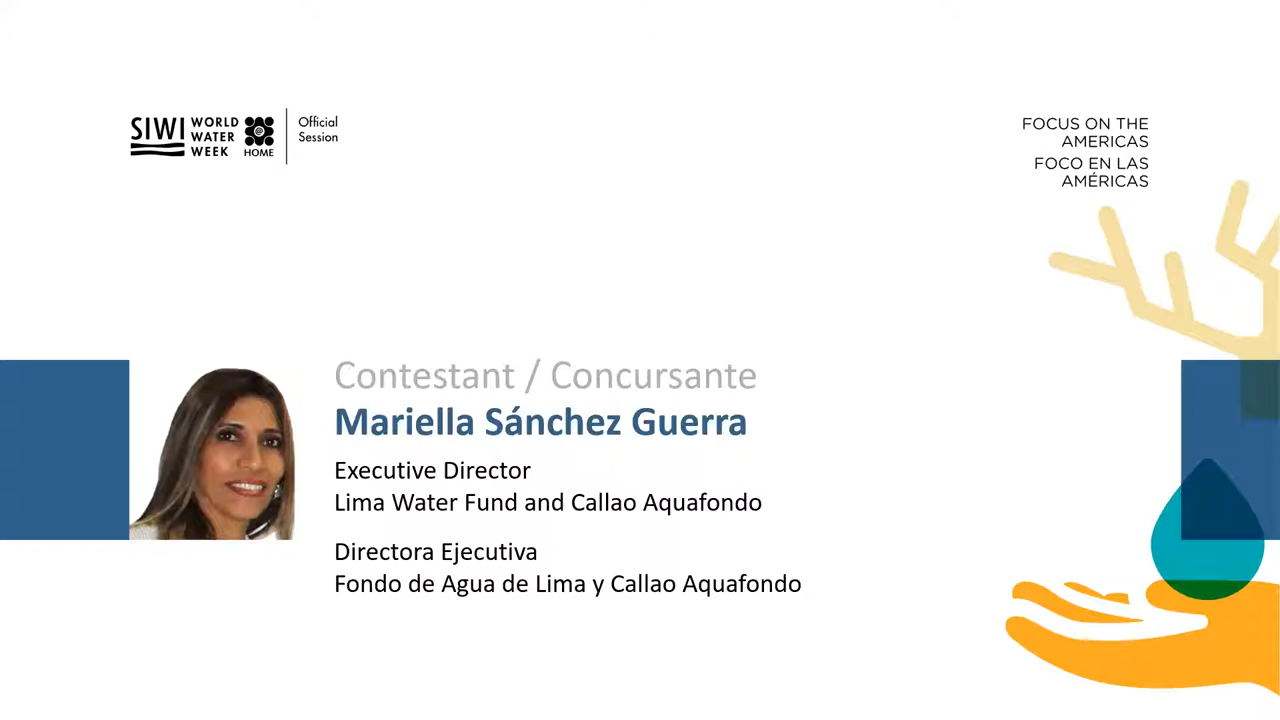 SIWI WORLD WATER WEEK @ HOME
Official Session
FOCUS ON THE
AMERICAS
FOCO EN LAS
AMÉRICAS
Contestant / Concursante
Mariella Sánchez Guerra
Executive Director
Lima Water Fund and Callao Aquafondo
Directora Ejecutiva
Fondo de Agua de Lima y Callao Aquafondo